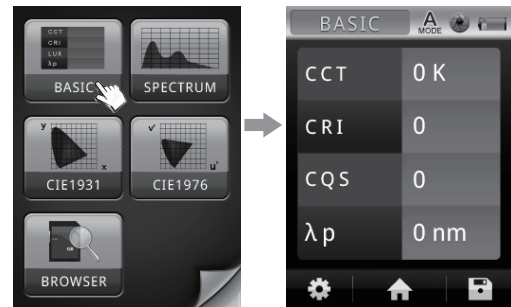 CCT
CRI
LUX
λp
BASIC
SPECTRUM
y
x
CIE1931
v'
u'
CIE1976
BROWSER
BASIC
A
MODE
CCT 0 K
CRI 0
CQS 0
λp 0 nm